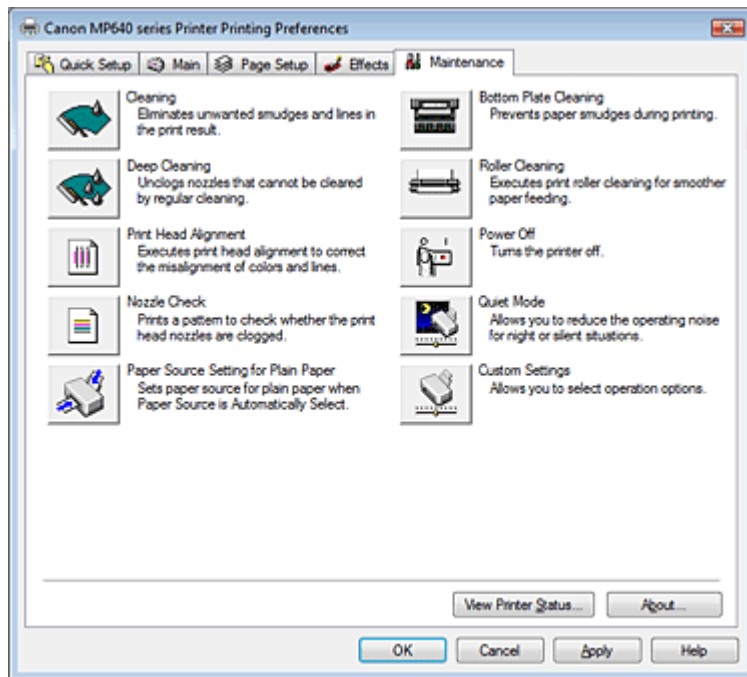 Canon MP640 series Printer Printing Preferences
Quick Setup
Main
Page Setup
Effects
Maintenance
Cleaning
Eliminates unwanted smudges and lines in
the print result.
Deep Cleaning
Unclogs nozzles that cannot be cleared
by regular cleaning.
Print Head Alignment
Executes print head alignment to correct
the misalignment of colors and lines.
Nozzle Check
Prints a pattern to check whether the print
head nozzles are clogged.
Paper Source Setting for Plain Paper
Sets paper source for plain paper when
Paper Source is Automatically Select.
Bottom Plate Cleaning
Prevents paper smudges during printing.
Roller Cleaning
Executes print roller cleaning for smoother
paper feeding.
Power Off
Turns the printer off.
Quiet Mode
Allows you to reduce the operating noise
for night or silent situations.
Custom Settings
Allows you to select operation options.
View Printer Status...
About...
OK
Cancel
Apply
Help